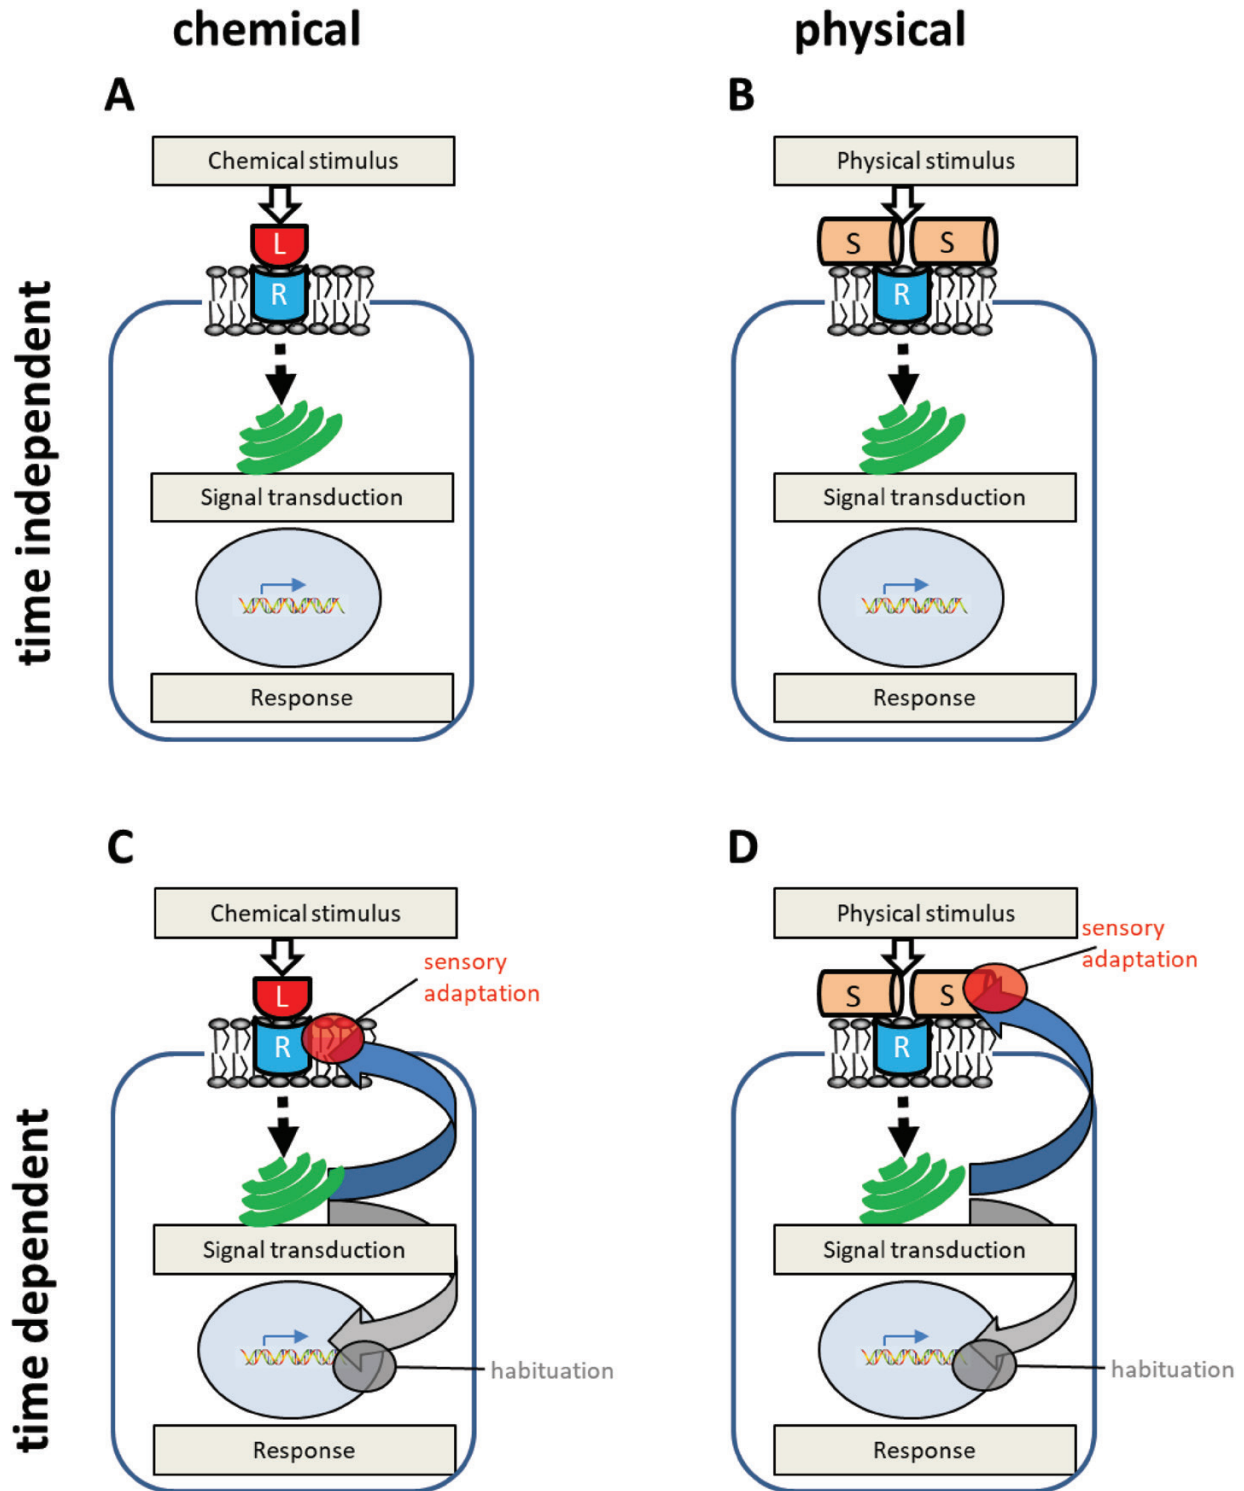 chemical
physical
A
B
Chemical stimulus
Physical stimulus
L
S
S
R
R
time independent
Signal transduction
Signal transduction
Response
Response
C
D
Chemical stimulus
Physical stimulus
sensory
adaptation
sensory
adaptation
L
S
S
R
R
time dependent
Signal transduction
Signal transduction
habituation
habituation
Response
Response